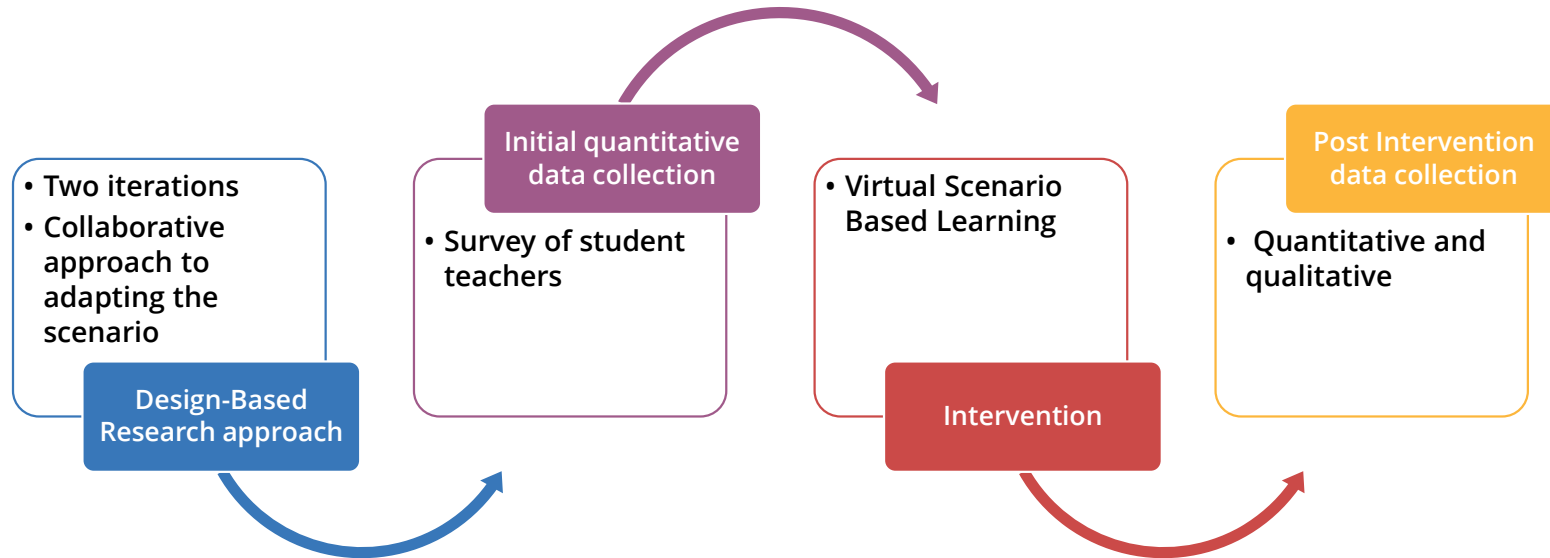 • Two iterations
• Collaborative
approach to
adapting the
scenario
Design-Based
Research approach
Initial quantitative
data collection
• Survey of student
teachers
• Virtual Scenario
Based Learning
Intervention
Post Intervention
data collection
• Quantitative and
qualitative